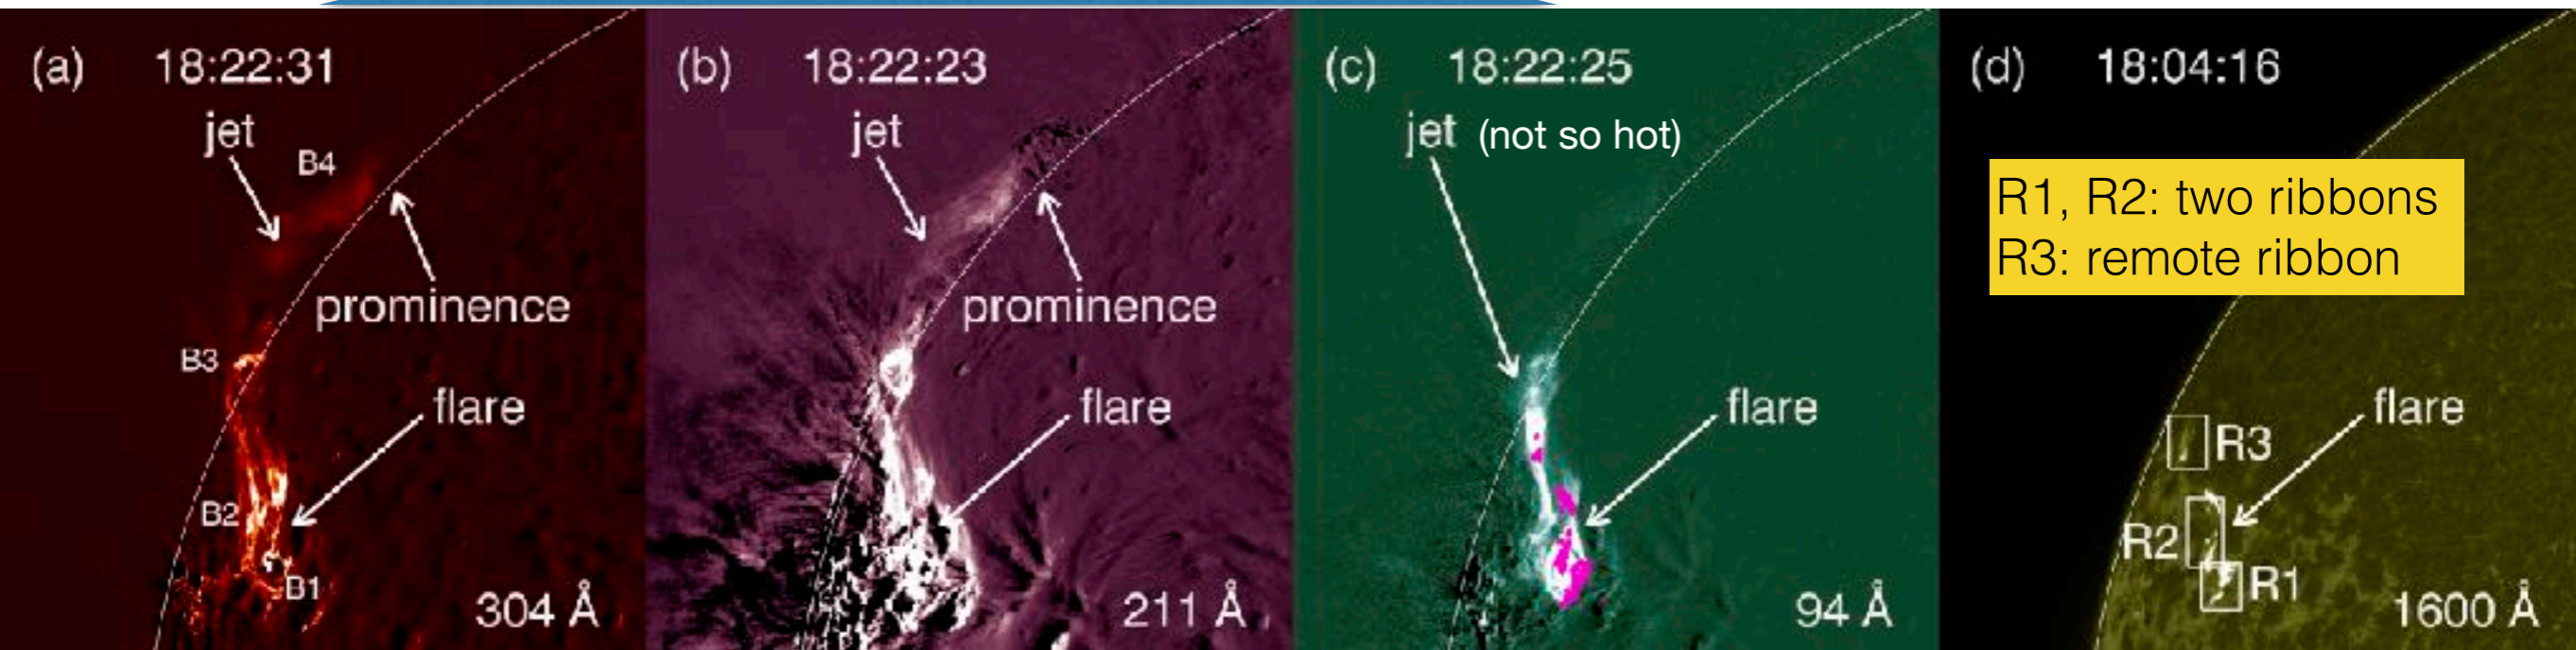 (a) 18:22:31
jet
B4
prominence
B3
flare
B2
B1
304 Å
(b) 18:22:23
jet
prominence
flare
211 Å
(c) 18:22:25
jet (not so hot)
flare
94 Å
(d) 18:04:16
R1, R2: two ribbons
R3: remote ribbon
flare
R3
R2
R1
1600 Å